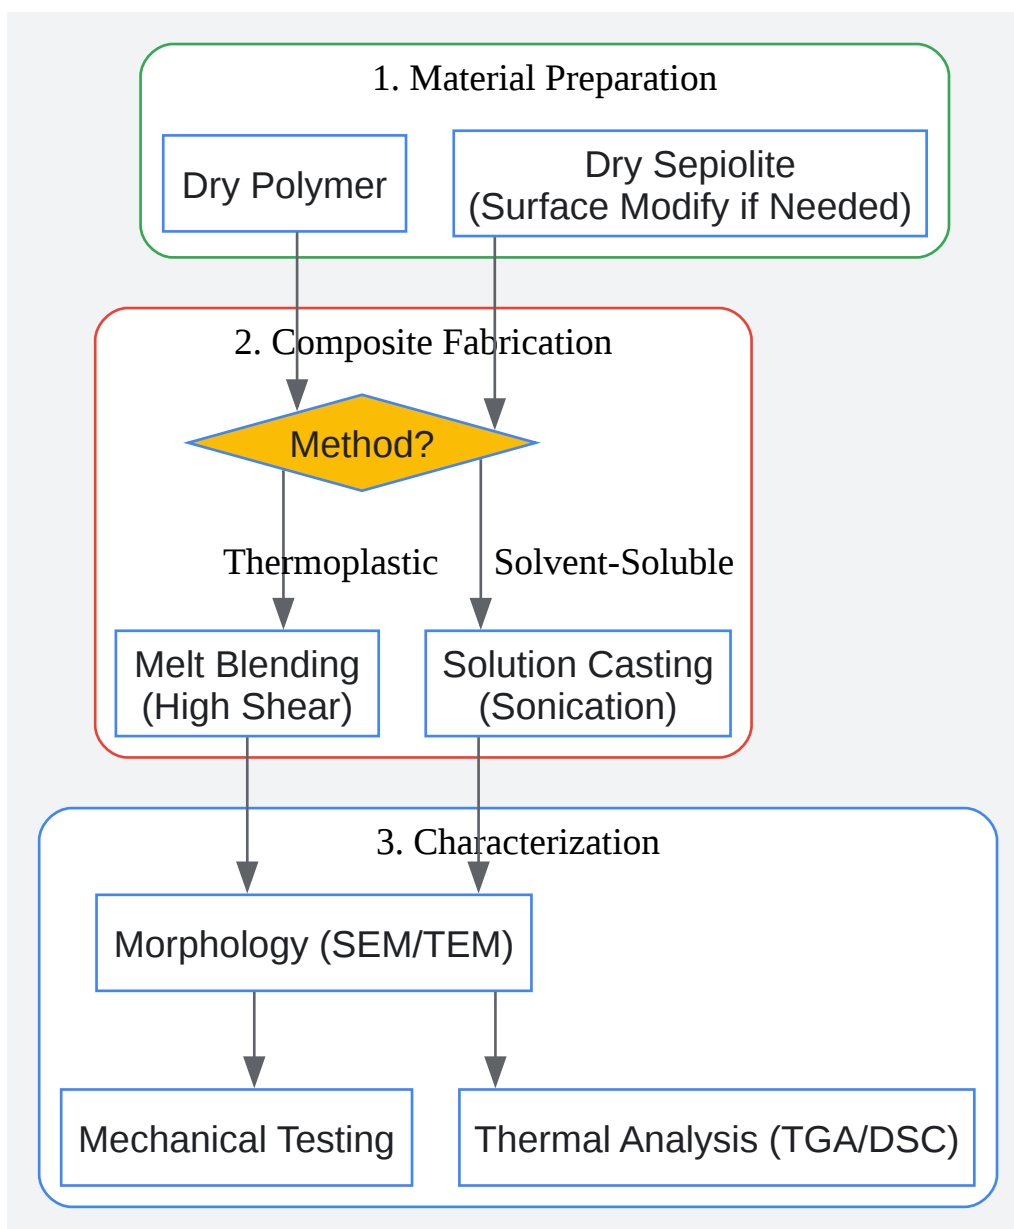 1. Material Preparation
Dry Polymer
Dry Sepiolite
(Surface Modify if Needed)
2. Composite Fabrication
Method?
Thermoplastic
Solvent-Soluble
Melt Blending
(High Shear)
Solution Casting
(Sonication)
3. Characterization
Morphology (SEM/TEM)
Mechanical Testing
Thermal Analysis (TGA/DSC)